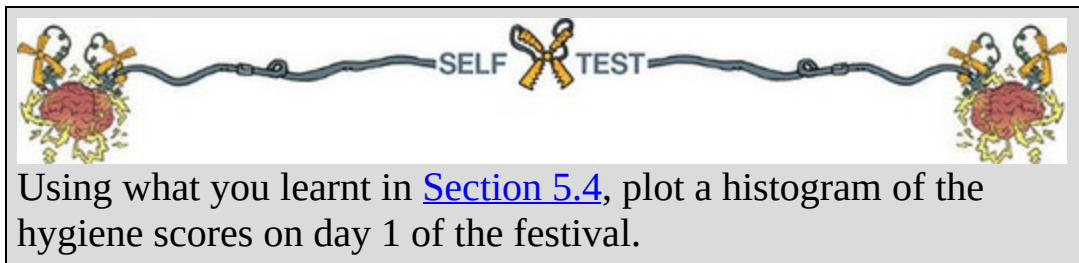 SELF TEST
Using what you learnt in Section 5.4, plot a histogram of the
hygiene scores on day 1 of the festival.